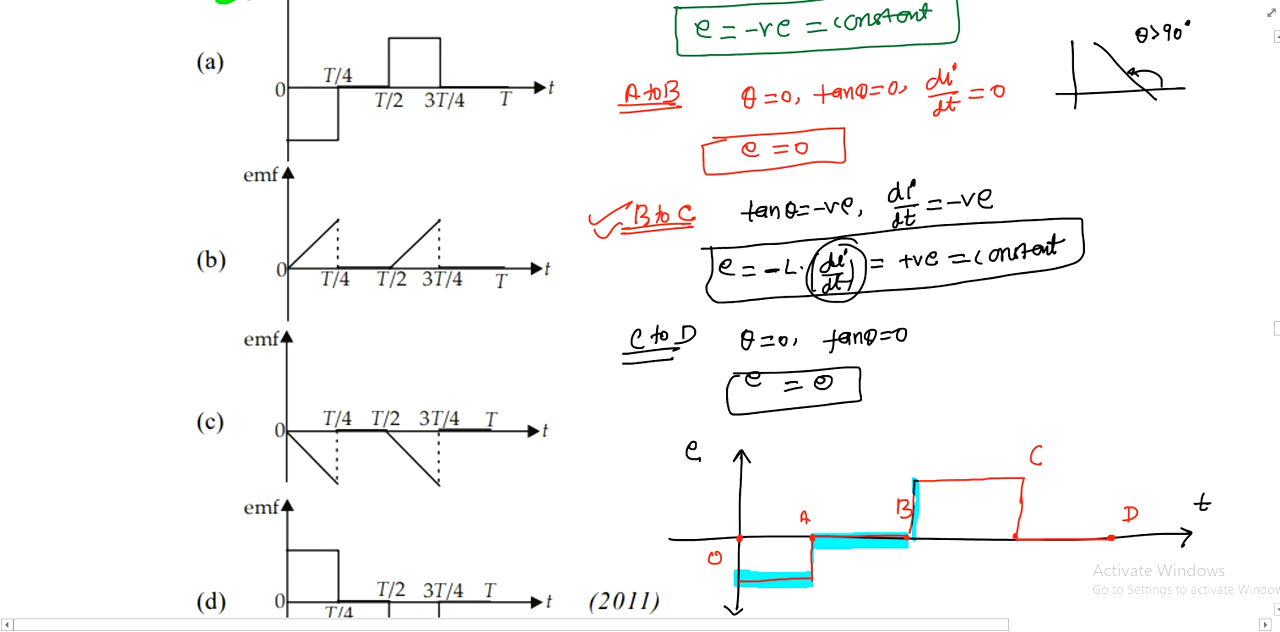 e = -ve = constant
θ>90°
(a)
0
T/4
T/2 3T/4 T
t
A to B θ=0, tanθ=0, di/dt = 0
e = 0
emf
(b)
0
T/4 T/2 3T/4 T
t
B to C tanθ=-ve, di/dt = -ve
e = -L.(di/dt) = +ve = constant
emf
(c)
0
T/4 T/2 3T/4 T
t
C to D θ=0, tanθ=0
e = 0
emf
(d)
0
T/4
T/2 3T/4 T
t
(2011)
e
O
A
B
C
D
t
Activate Windows
Go to Settings to activate Window